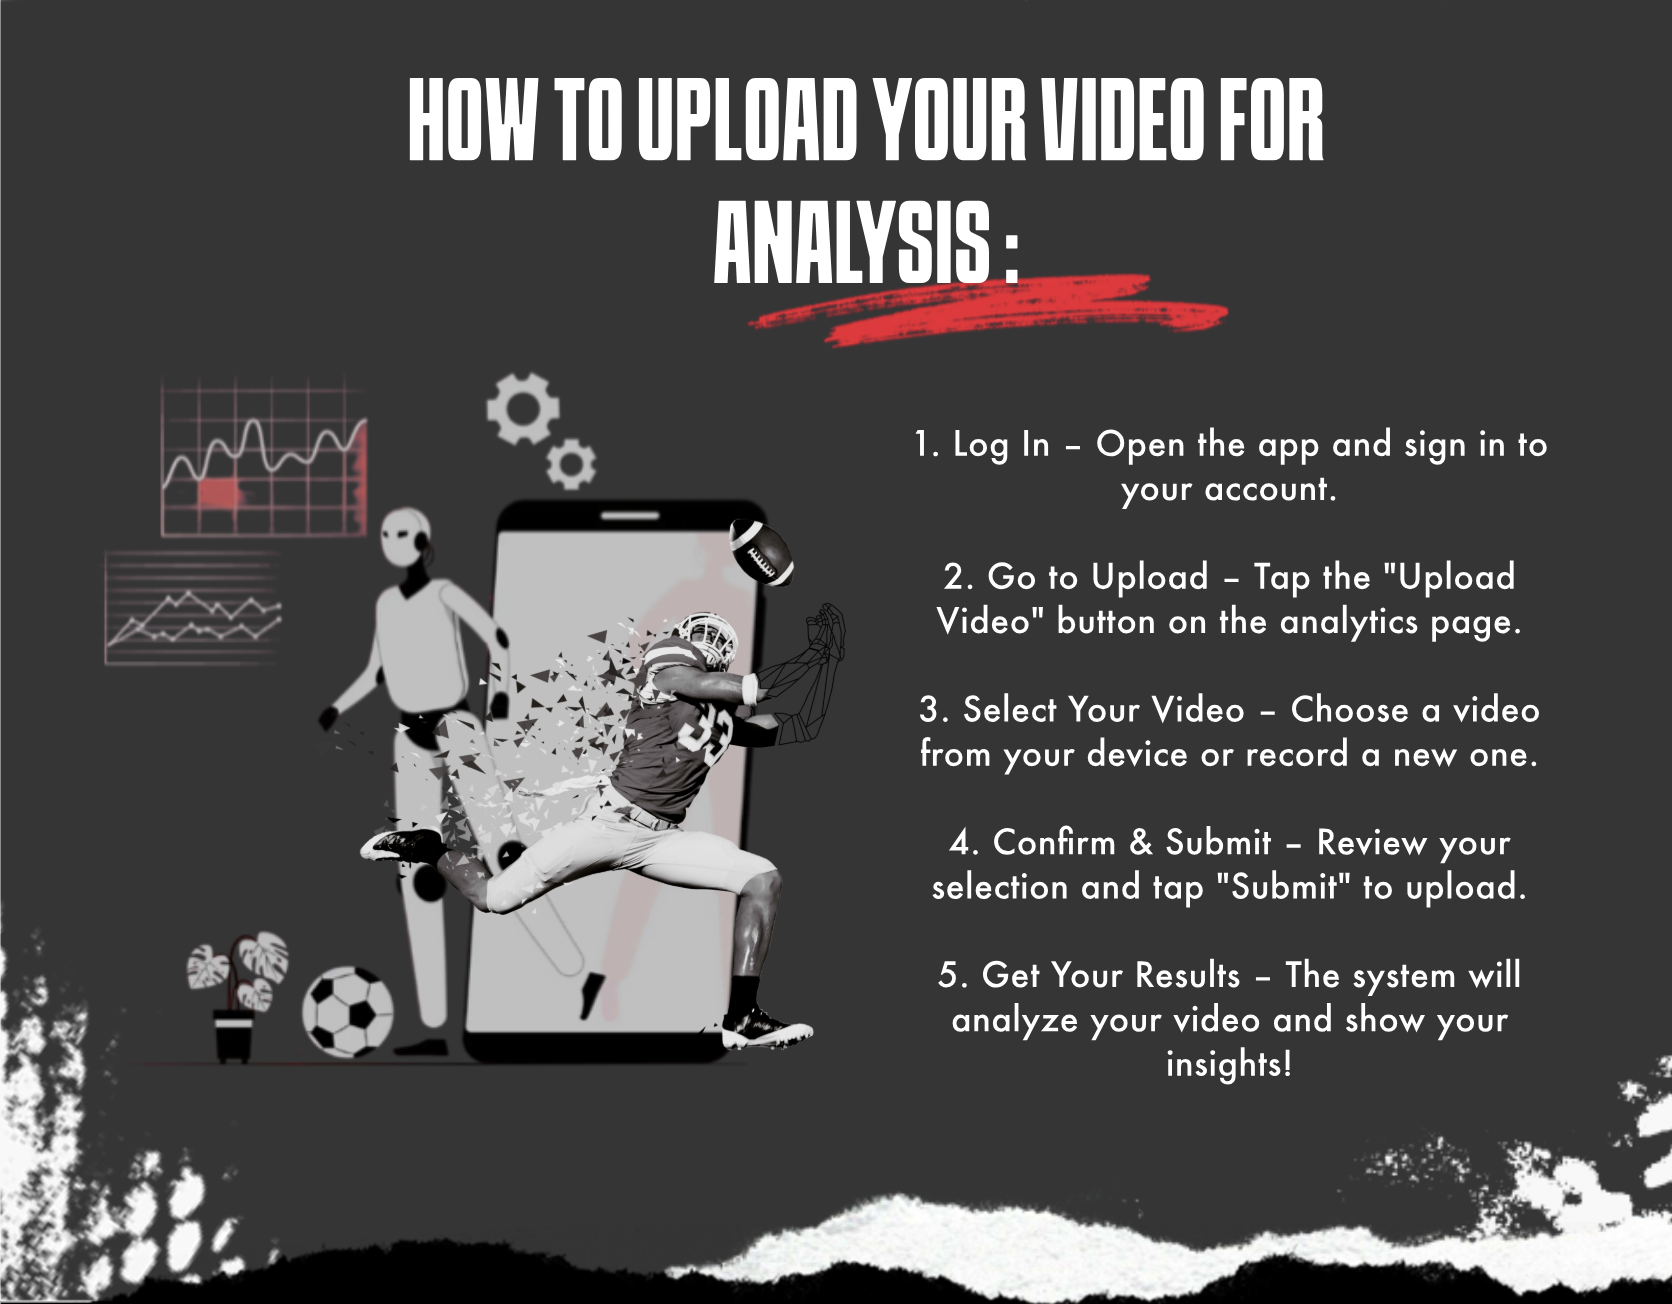 HOW TO UPLOAD YOUR VIDEO FOR
ANALYSIS :
1. Log In – Open the app and sign in to
your account.
2. Go to Upload – Tap the "Upload
Video" button on the analytics page.
3. Select Your Video – Choose a video
from your device or record a new one.
4. Confirm & Submit – Review your
selection and tap "Submit" to upload.
5. Get Your Results – The system will
analyze your video and show your
insights!